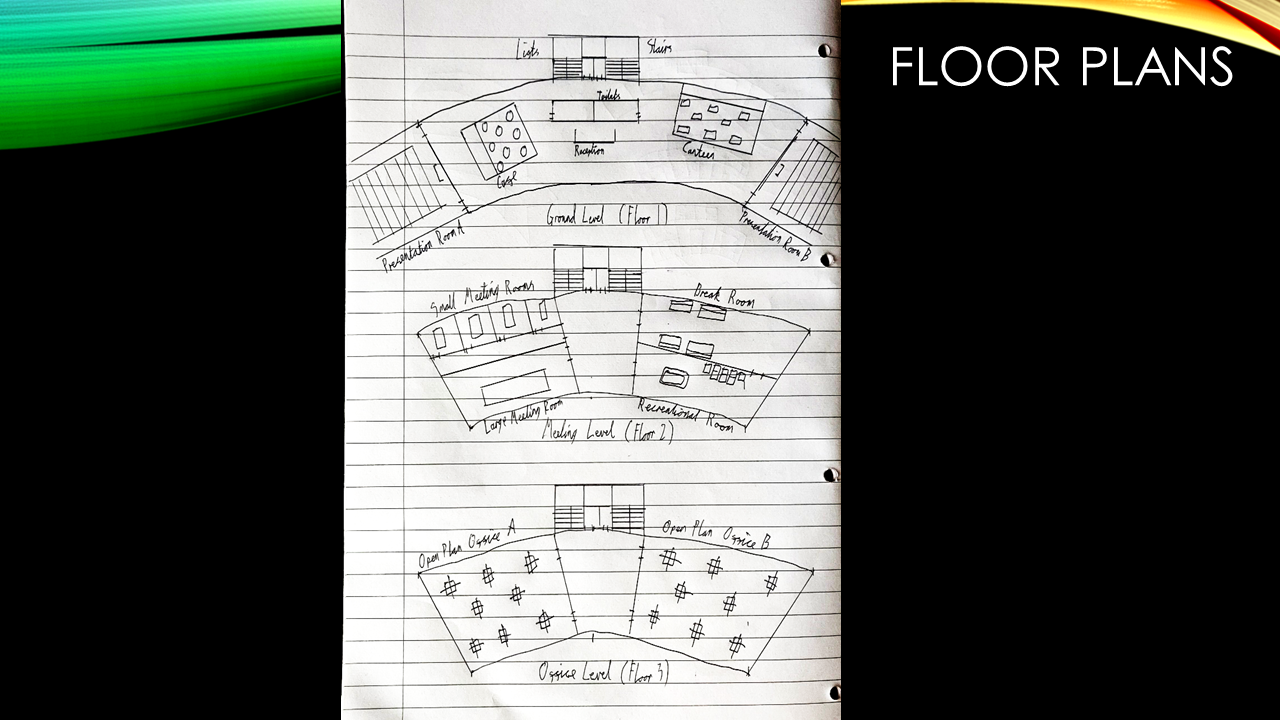 FLOOR PLANS
Lifts
Stairs
Toilets
Reception
Cafe
Canteen
Ground Level (Floor 1)
Presentation Room A
Presentation Room B
Small Meeting Rooms
Break Room
Large Meeting Room
Recreational Room
Meeting Level (Floor 2)
Open Plan Office A
Open Plan Office B
Office Level (Floor 3)